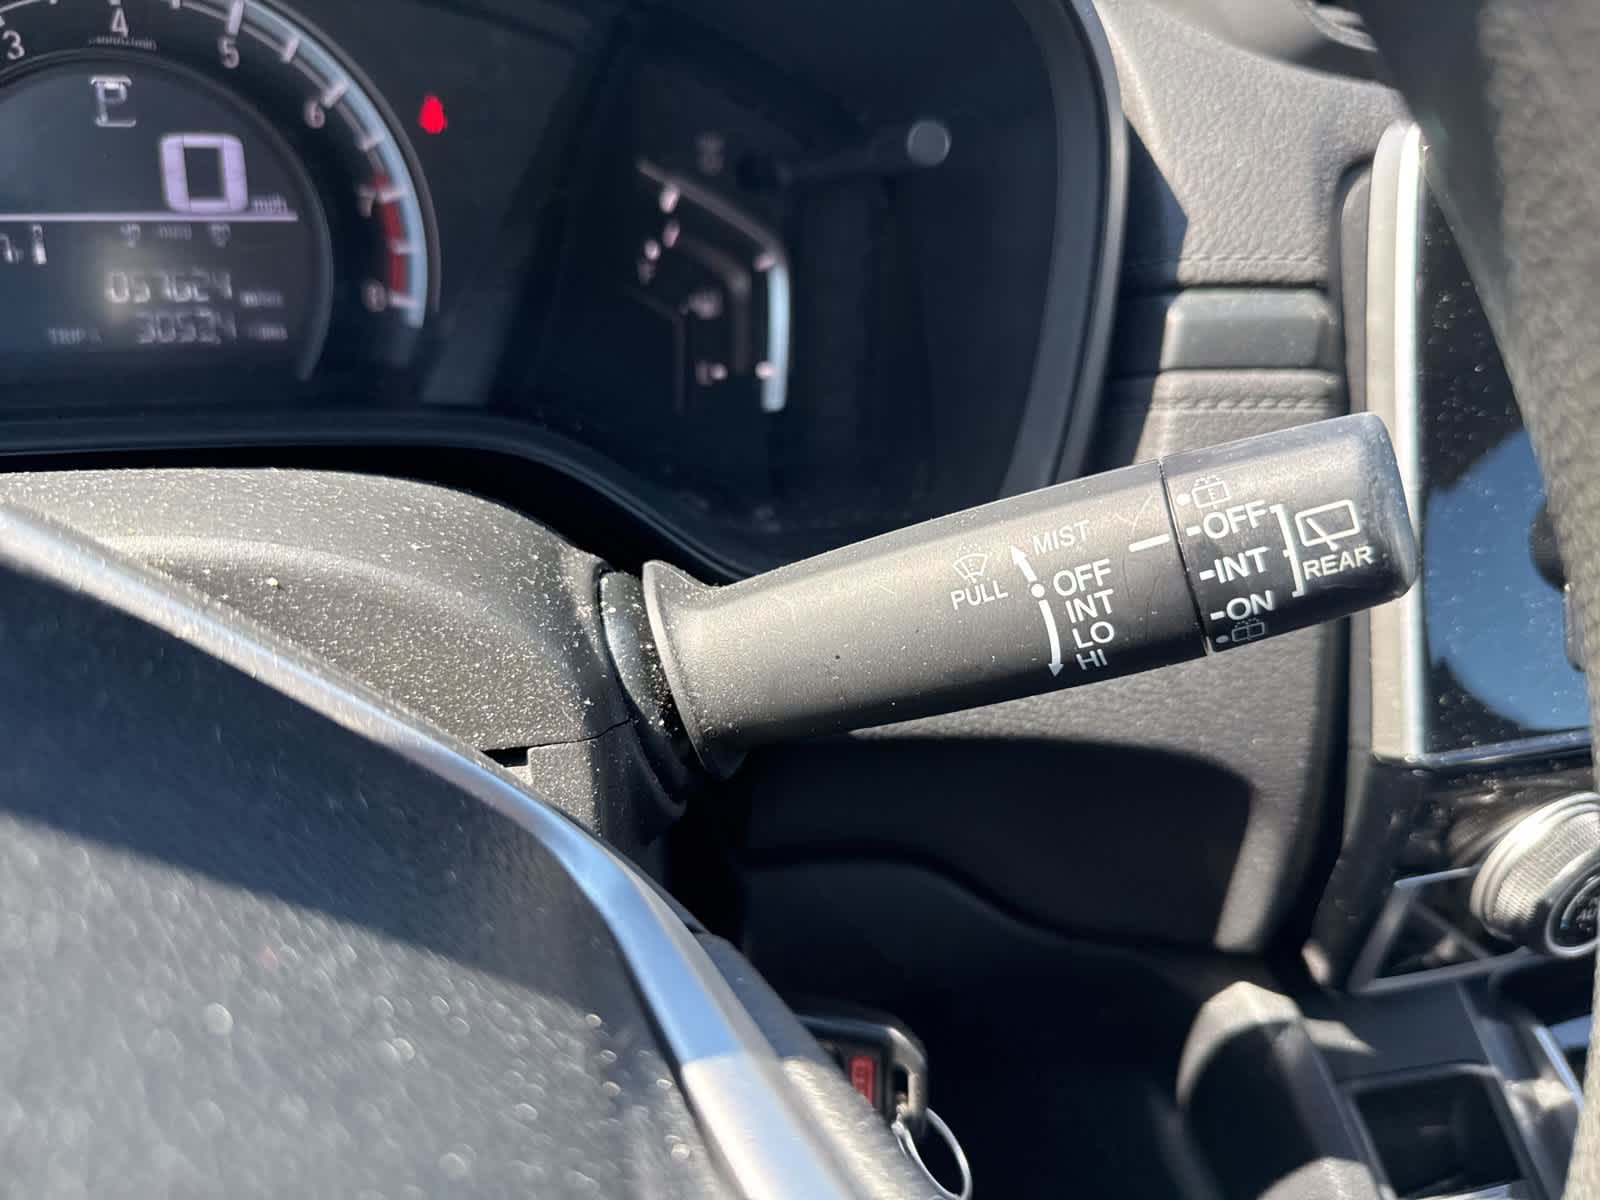 3
4
5
6
7
8
P
0 mph
057624
TRIP A
MIST
PULL
OFF
INT
LO
HI
OFF
INT
ON
REAR